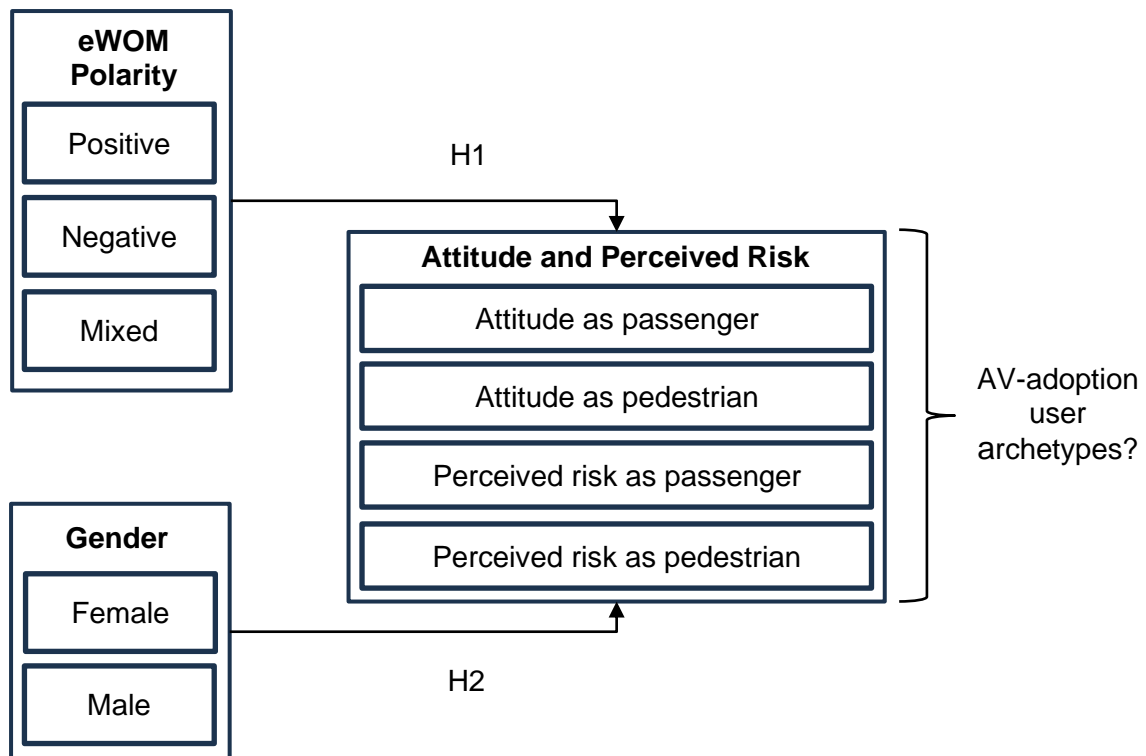 eWOM
Polarity
Positive
Negative
Mixed
H1
Attitude and Perceived Risk
Attitude as passenger
Attitude as pedestrian
Perceived risk as passenger
Perceived risk as pedestrian
AV-adoption
user
archetypes?
Gender
Female
Male
H2